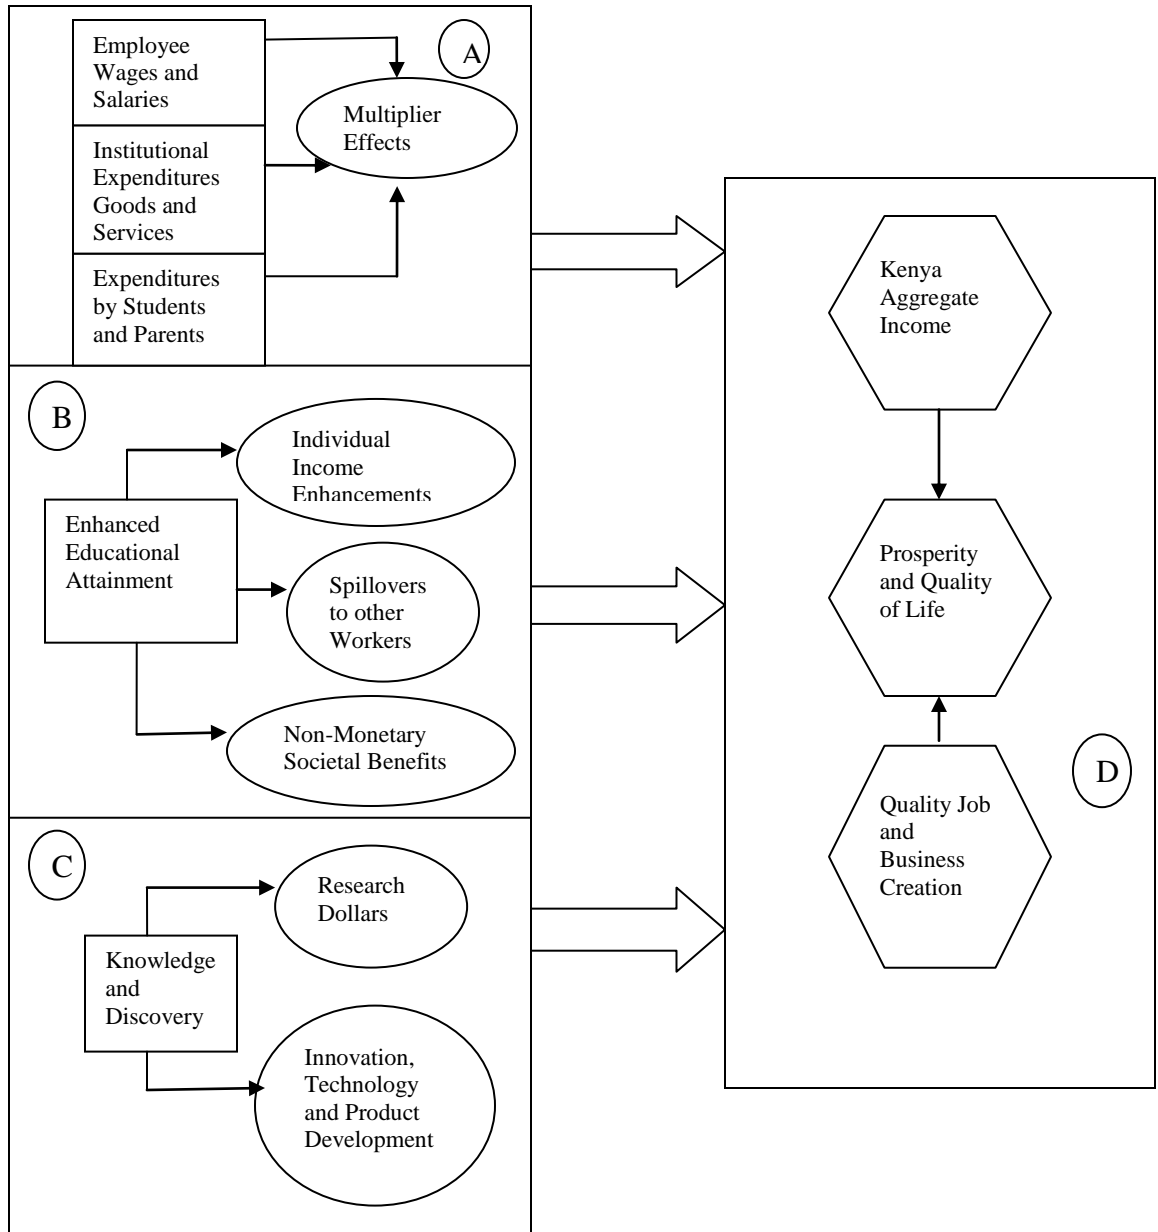 Employee
Wages and
Salaries
A
Multiplier
Effects
Institutional
Expenditures
Goods and
Services
Expenditures
by Students
and Parents
B
Individual
Income
Enhancements
Enhanced
Educational
Attainment
Spillovers
to other
Workers
Non-Monetary
Societal Benefits
C
Research
Dollars
Knowledge
and
Discovery
Innovation,
Technology
and Product
Development
Kenya
Aggregate
Income
Prosperity
and Quality
of Life
D
Quality Job
and
Business
Creation